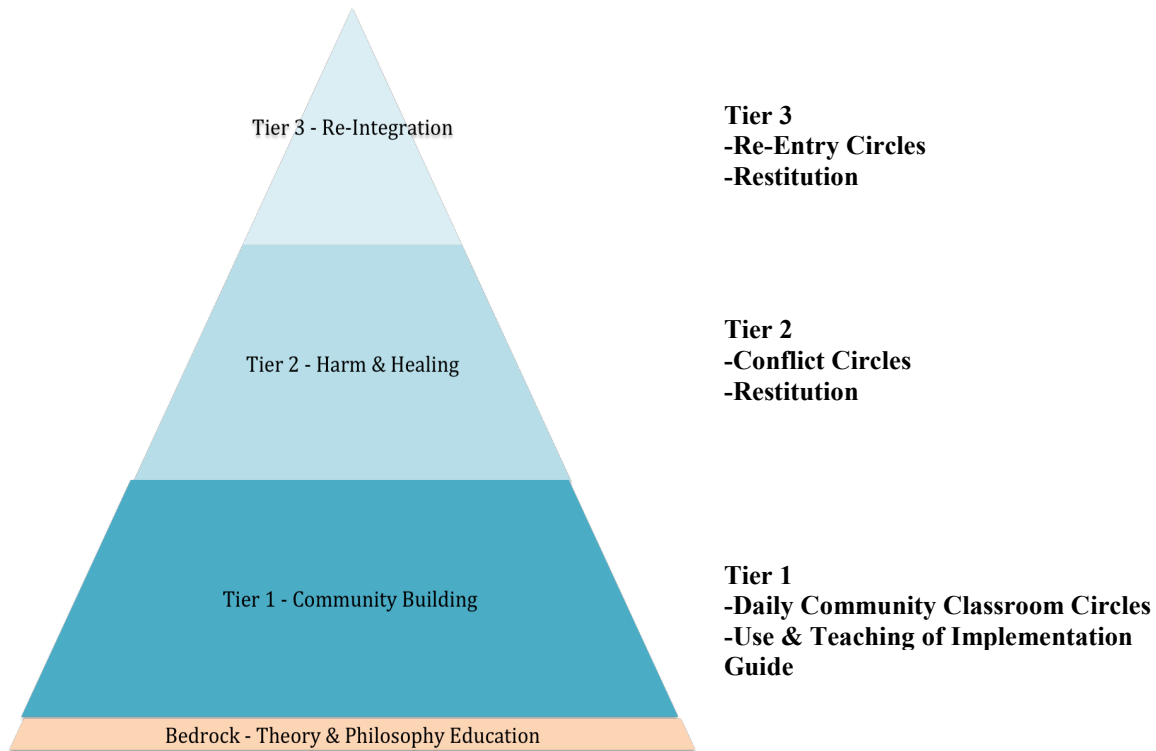 Tier 3 - Re-Integration
Tier 3
-Re-Entry Circles
-Restitution
Tier 2 - Harm & Healing
Tier 2
-Conflict Circles
-Restitution
Tier 1 - Community Building
Tier 1
-Daily Community Classroom Circles
-Use & Teaching of Implementation
Guide
Bedrock - Theory & Philosophy Education